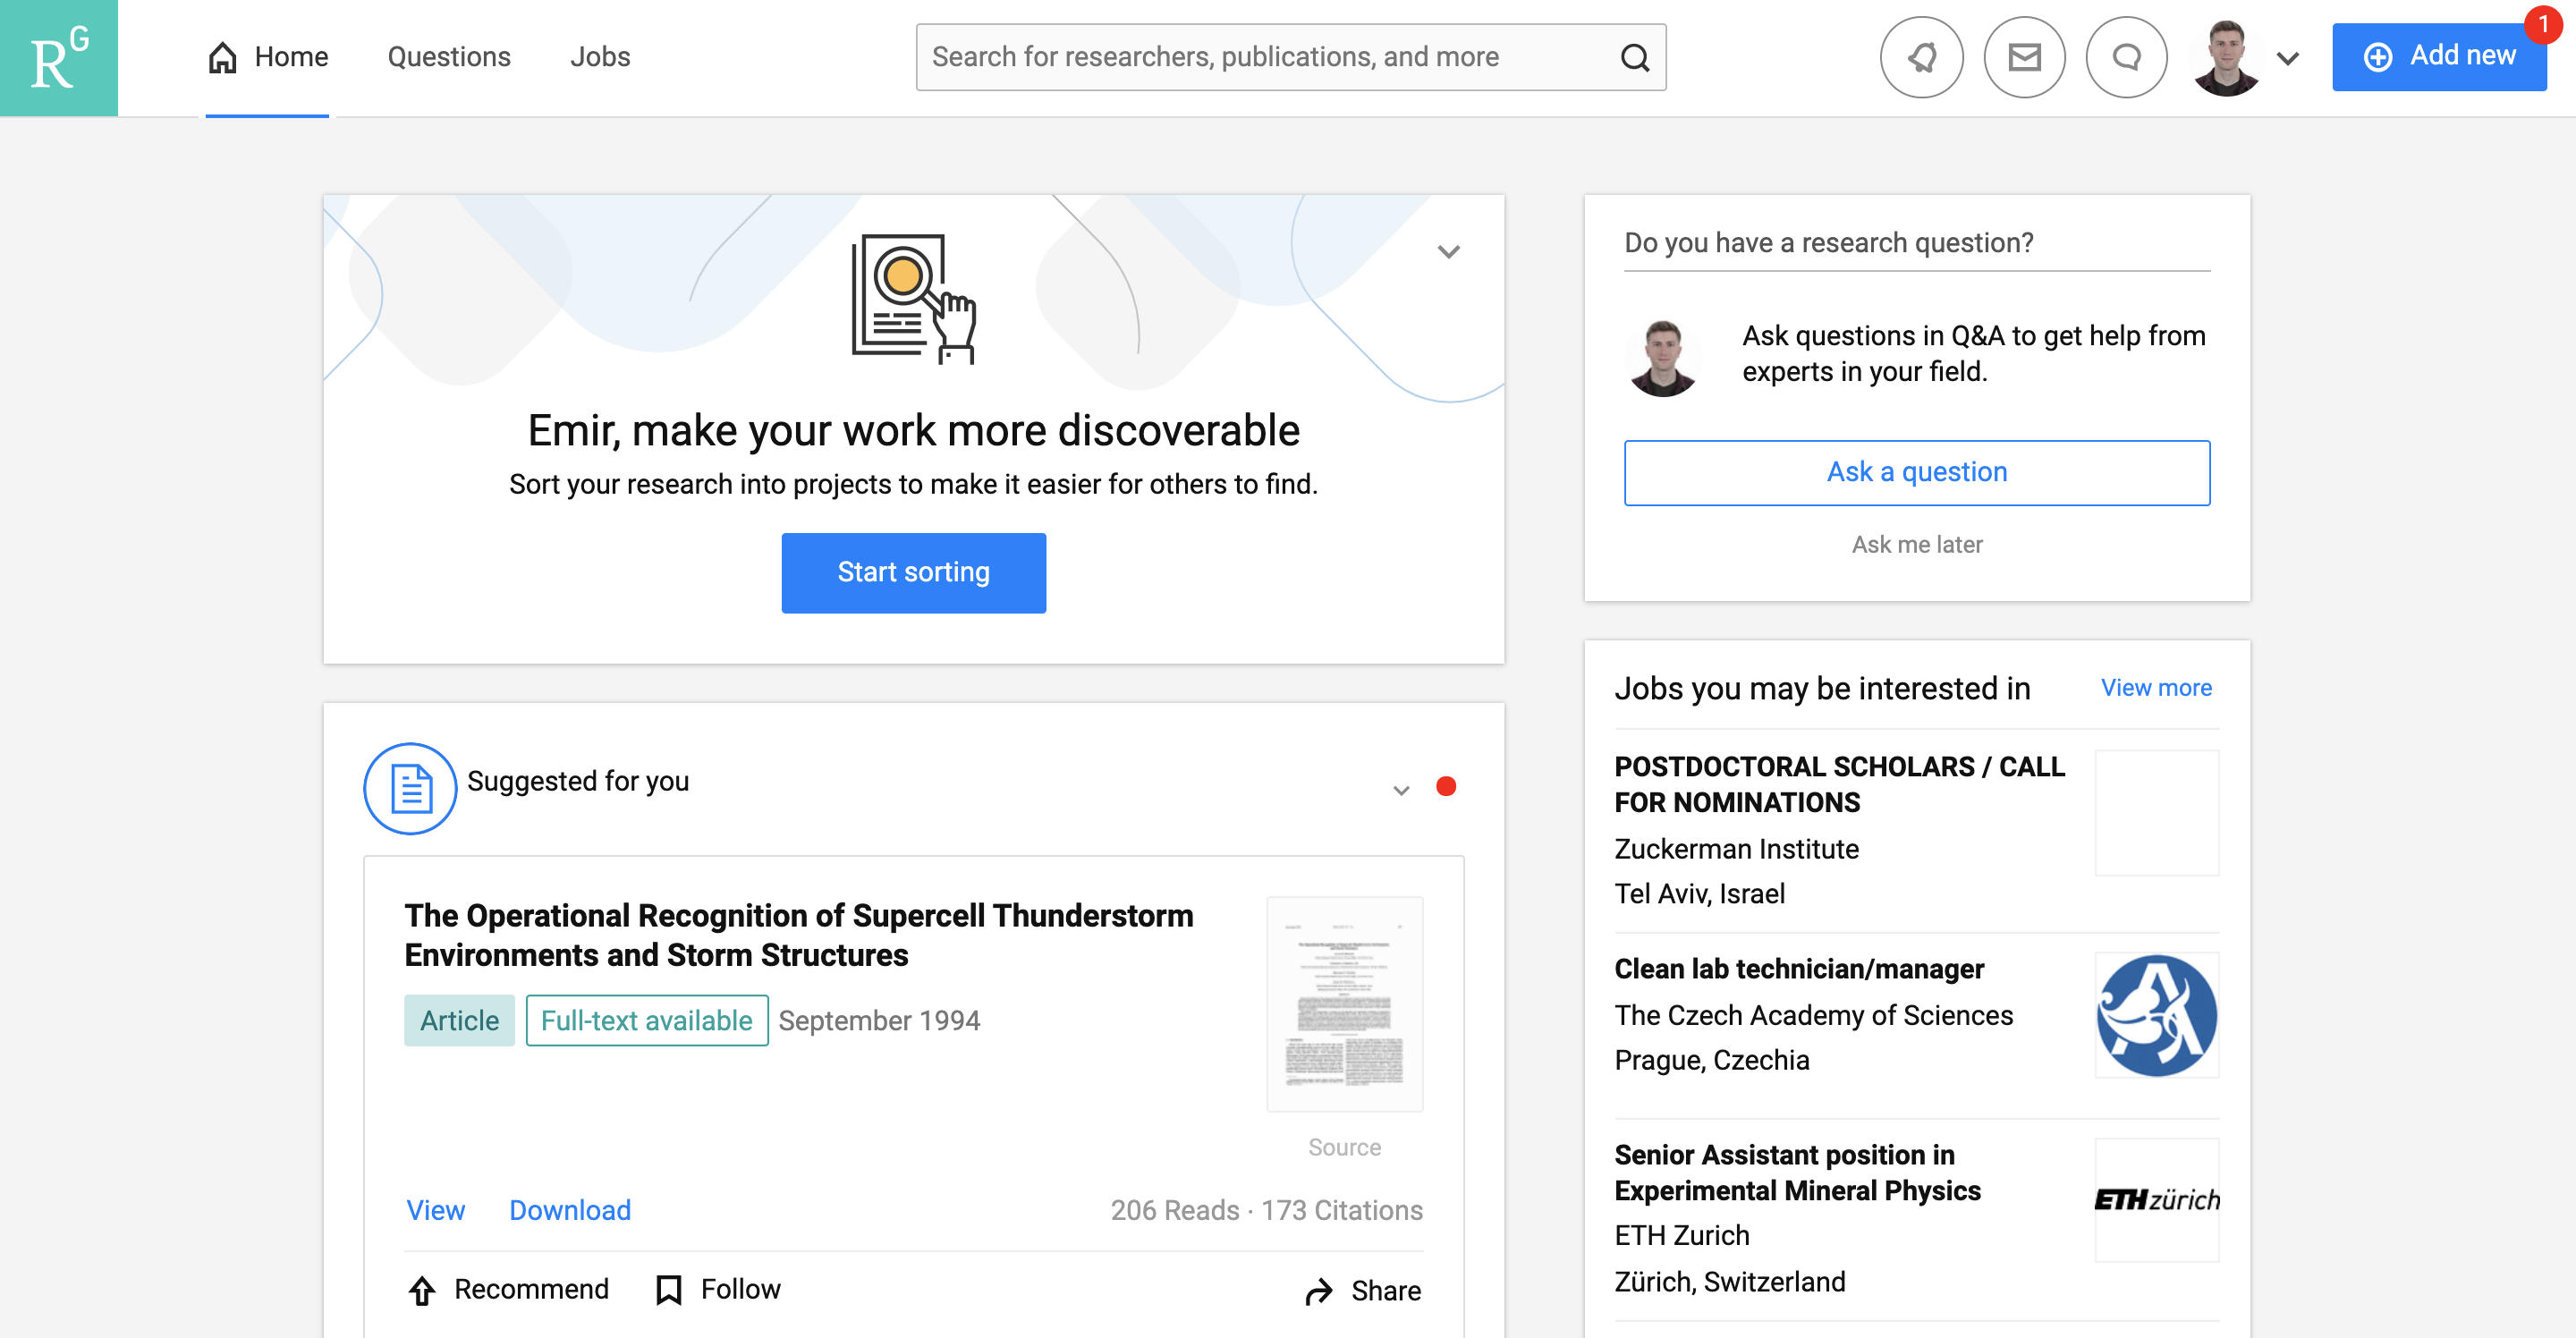 RG
Home
Questions
Jobs
Search for researchers, publications, and more
Add new
1
Emir, make your work more discoverable
Sort your research into projects to make it easier for others to find.
Start sorting
Suggested for you
The Operational Recognition of Supercell Thunderstorm
Environments and Storm Structures
Article
Full-text available
September 1994
Source
View
Download
206 Reads · 173 Citations
Recommend
Follow
Share
Do you have a research question?
Ask questions in Q&A to get help from
experts in your field.
Ask a question
Ask me later
Jobs you may be interested in
View more
POSTDOCTORAL SCHOLARS / CALL
FOR NOMINATIONS
Zuckerman Institute
Tel Aviv, Israel
Clean lab technician/manager
The Czech Academy of Sciences
Prague, Czechia
Senior Assistant position in
Experimental Mineral Physics
ETH Zurich
Zürich, Switzerland
ETH zürich